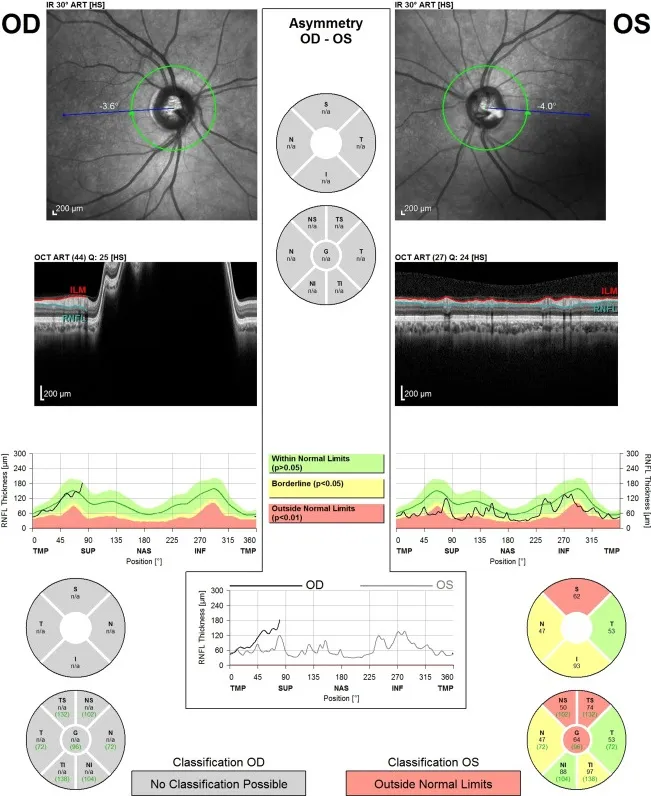 IR 30° ART [HS]
OD
-3.6°
200 µm
Asymmetry
OD - OS
S
n/a
N
n/a
T
n/a
I
n/a
NS
n/a
TS
n/a
N
n/a
G
n/a
T
n/a
NI
n/a
TI
n/a
IR 30° ART [HS]
OS
-4.0°
200 µm
OCT ART (44) Q: 25 [HS]
ILM
RNFL
200 µm
OCT ART (27) Q: 24 [HS]
ILM
RNFL
200 µm
RNFL Thickness [µm]
300
240
180
120
60
0
0 45 90 135 180 225 270 315 360
TMP SUP NAS INF TMP
Position [°]
Within Normal Limits
(p>0.05)
Borderline (p<0.05)
Outside Normal Limits
(p<0.01)
300
240
180
120
60
0
RNFL Thickness [µm]
0 45 90 135 180 225 270 315
TMP SUP NAS INF TMP
Position [°]
OD OS
RNFL Thickness [µm]
300
240
180
120
60
0
0 45 90 135 180 225 270 315 360
TMP SUP NAS INF TMP
Position [°]
S
n/a
T
n/a
N
n/a
I
n/a
TS
n/a
(132)
NS
n/a
(102)
T
n/a
(72)
G
n/a
(96)
N
n/a
(72)
TI
n/a
(138)
NI
n/a
(104)
Classification OD
No Classification Possible
S
62
N
47
T
53
I
93
NS
50
(102)
TS
74
(132)
N
47
(72)
G
64
(96)
T
53
(72)
NI
88
(104)
TI
97
(138)
Classification OS
Outside Normal Limits